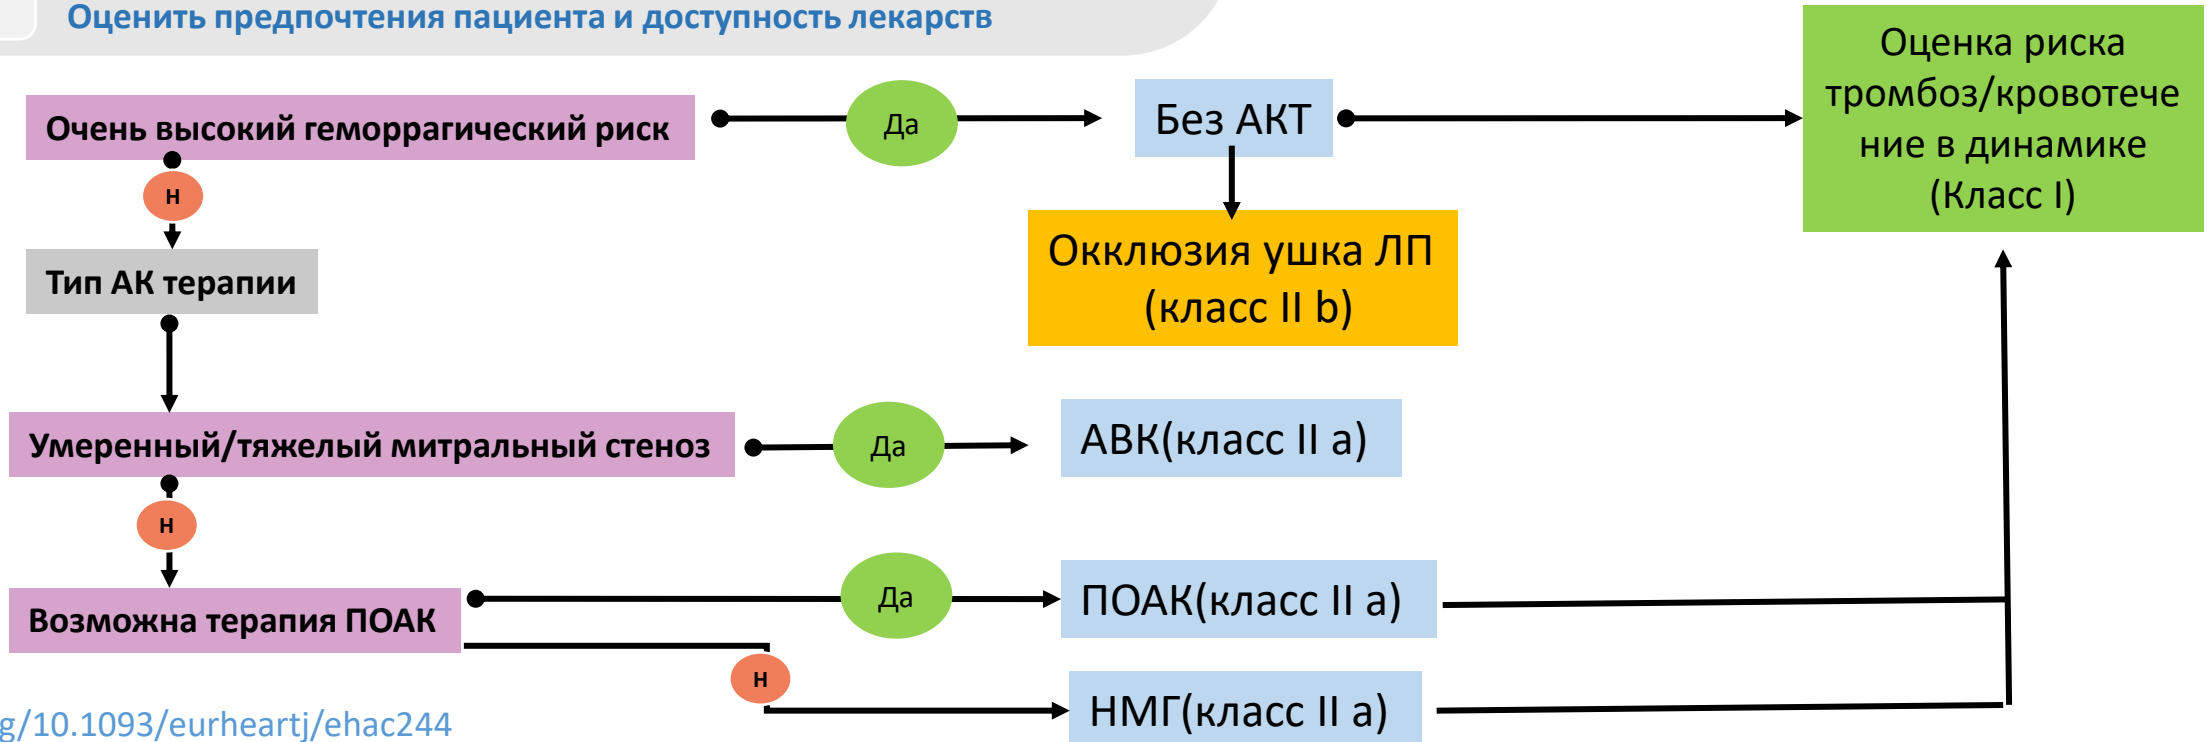 Оценить предпочтения пациента и доступность лекарств
Очень высокий геморрагический риск
Да
Без АКТ
Оценка риска
тромбоз/кровотече
ние в динамике
(Класс I)
Н
Окклюзия ушка ЛП
(класс II b)
Тип АК терапии
Умеренный/тяжелый митральный стеноз
Да
АВК(класс II a)
Н
Возможна терапия ПОАК
Да
ПОАК(класс II a)
Н
НМГ(класс II a)
g/10.1093/eurheartj/ehac244